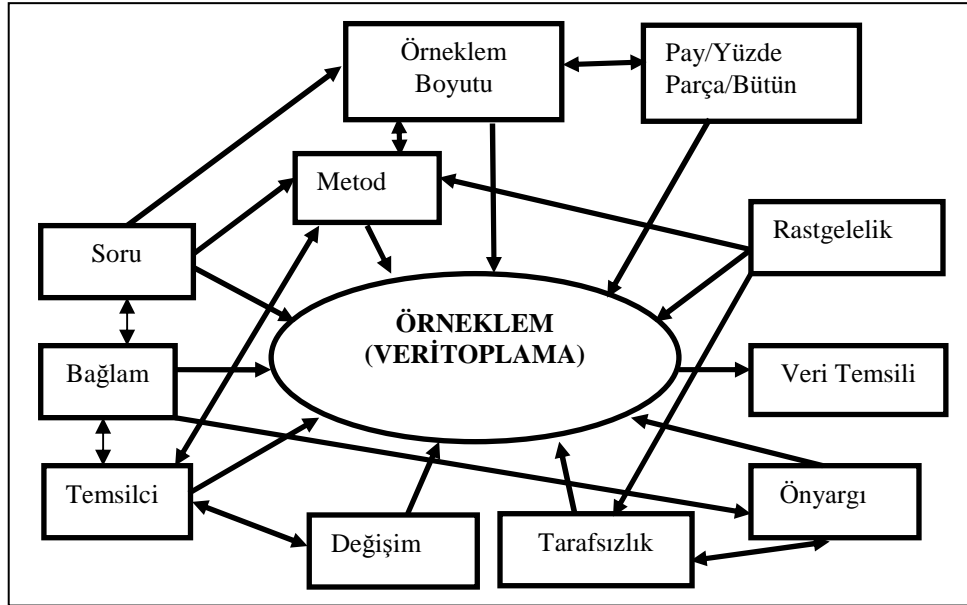 Örneklem
Boyutu
Pay/Yüzde
Parça/Bütün
Metod
Rastgelelik
Soru
ÖRNEKLEM
(VERİTOPLAMA)
Bağlam
Veri Temsili
Temsilci
Önyargı
Değişim
Tarafsızlık